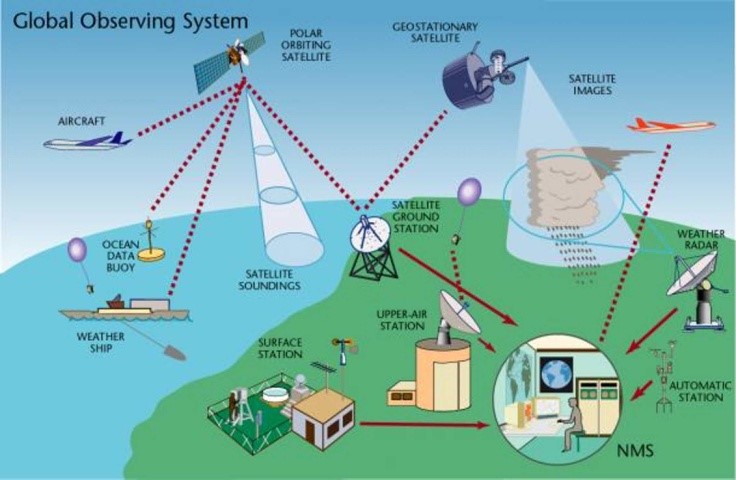 Global Observing System
POLAR
ORBITING
SATELLITE
GEOSTATIONARY
SATELLITE
SATELLITE
IMAGES
AIRCRAFT
SATELLITE
GROUND
STATION
WEATHER
RADAR
OCEAN
DATA
BUOY
SATELLITE
SOUNDINGS
WEATHER
SHIP
UPPER-AIR
STATION
SURFACE
STATION
AUTOMATIC
STATION
NMS